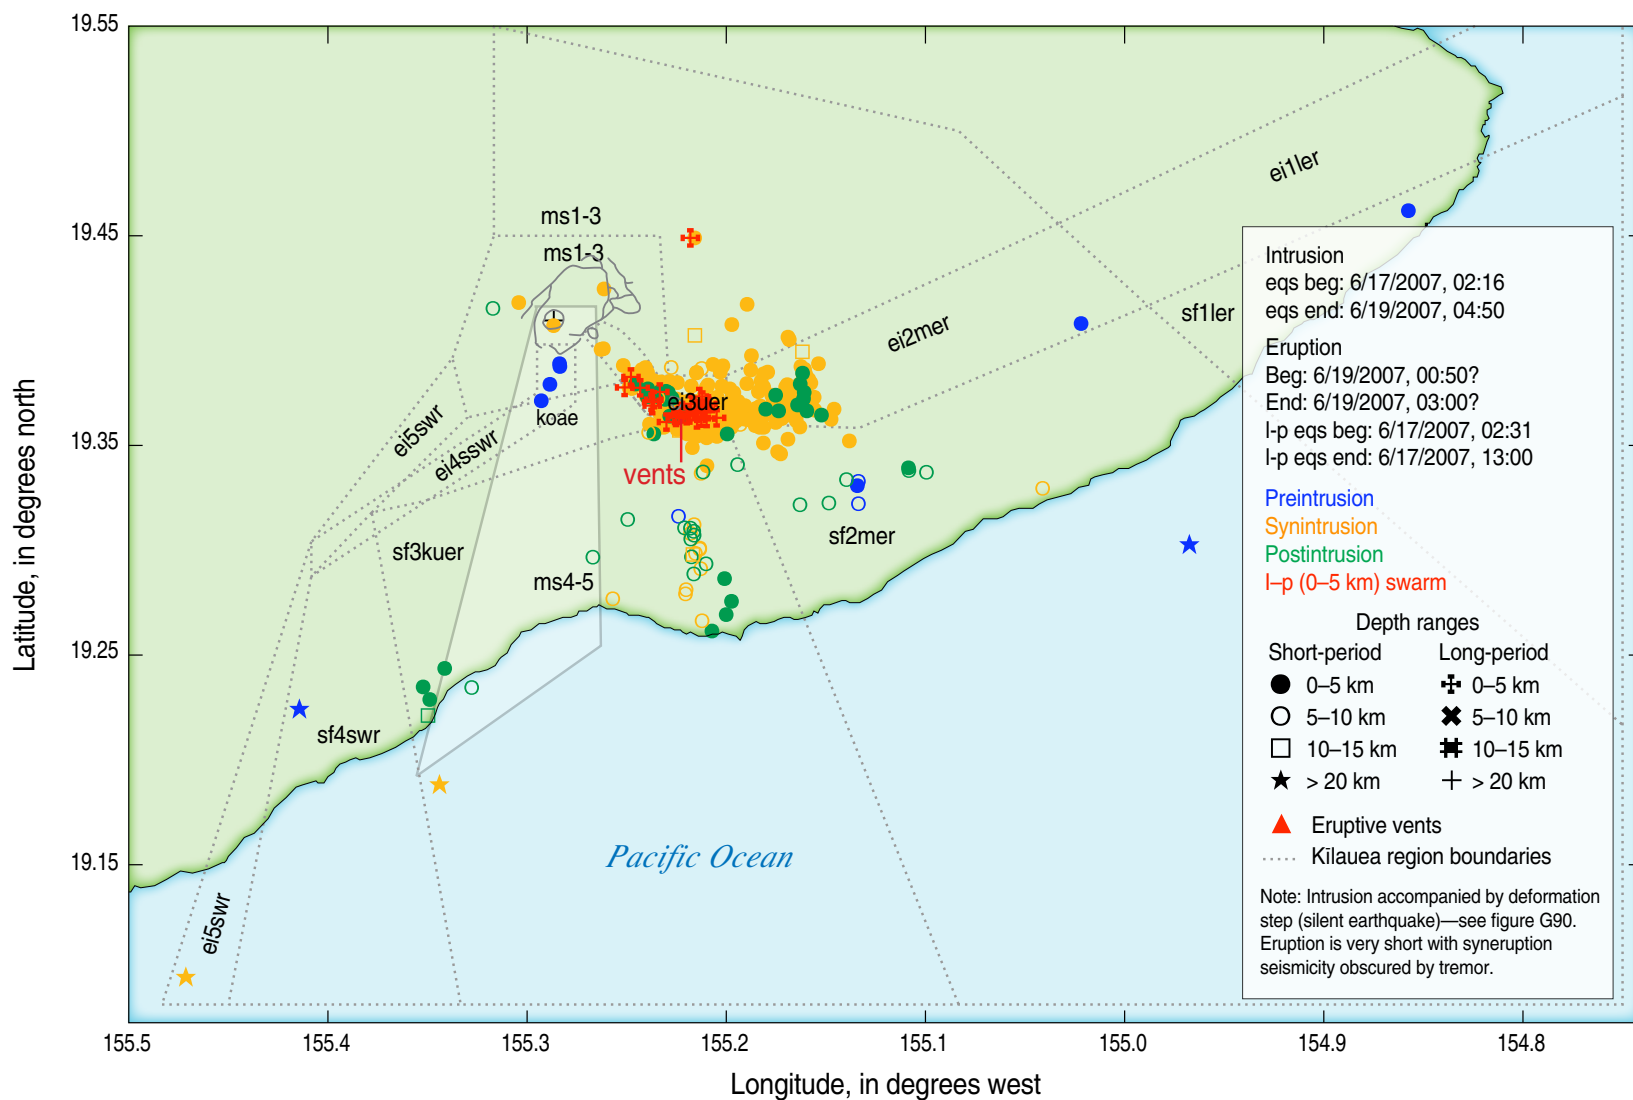 19.55
19.45
19.35
19.25
19.15
Latitude, in degrees north
155.5
155.4
155.3
155.2
155.1
155.0
154.9
154.8
Longitude, in degrees west
ms1-3
ms1-3
ei1ler
ei2mer
sf1ler
ei3uer
koae
ei5swr
ei4sswr
vents
sf3kuer
sf2mer
ms4-5
sf4swr
ei5swr
Pacific Ocean
Intrusion
eqs beg: 6/17/2007, 02:16
eqs end: 6/19/2007, 04:50
Eruption
Beg: 6/19/2007, 00:50?
End: 6/19/2007, 03:00?
l-p eqs beg: 6/17/2007, 02:31
l-p eqs end: 6/17/2007, 13:00
Preintrusion
Synintrusion
Postintrusion
l–p (0–5 km) swarm
Depth ranges
Short-period Long-period
0–5 km 0–5 km
5–10 km 5–10 km
10–15 km 10–15 km
> 20 km > 20 km
Eruptive vents
Kilauea region boundaries
Note: Intrusion accompanied by deformation
step (silent earthquake)—see figure G90.
Eruption is very short with syneruption
seismicity obscured by tremor.